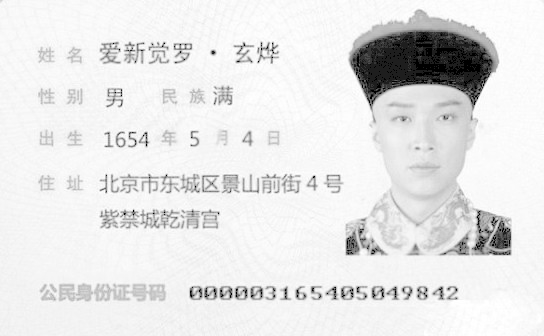 姓名 爱新觉罗·玄烨
性别 男 民族 满
出生 1654 年 5 月 4 日
住址 北京市东城区景山前街 4 号
紫禁城乾清宫
公民身份证号码 000003165405049842